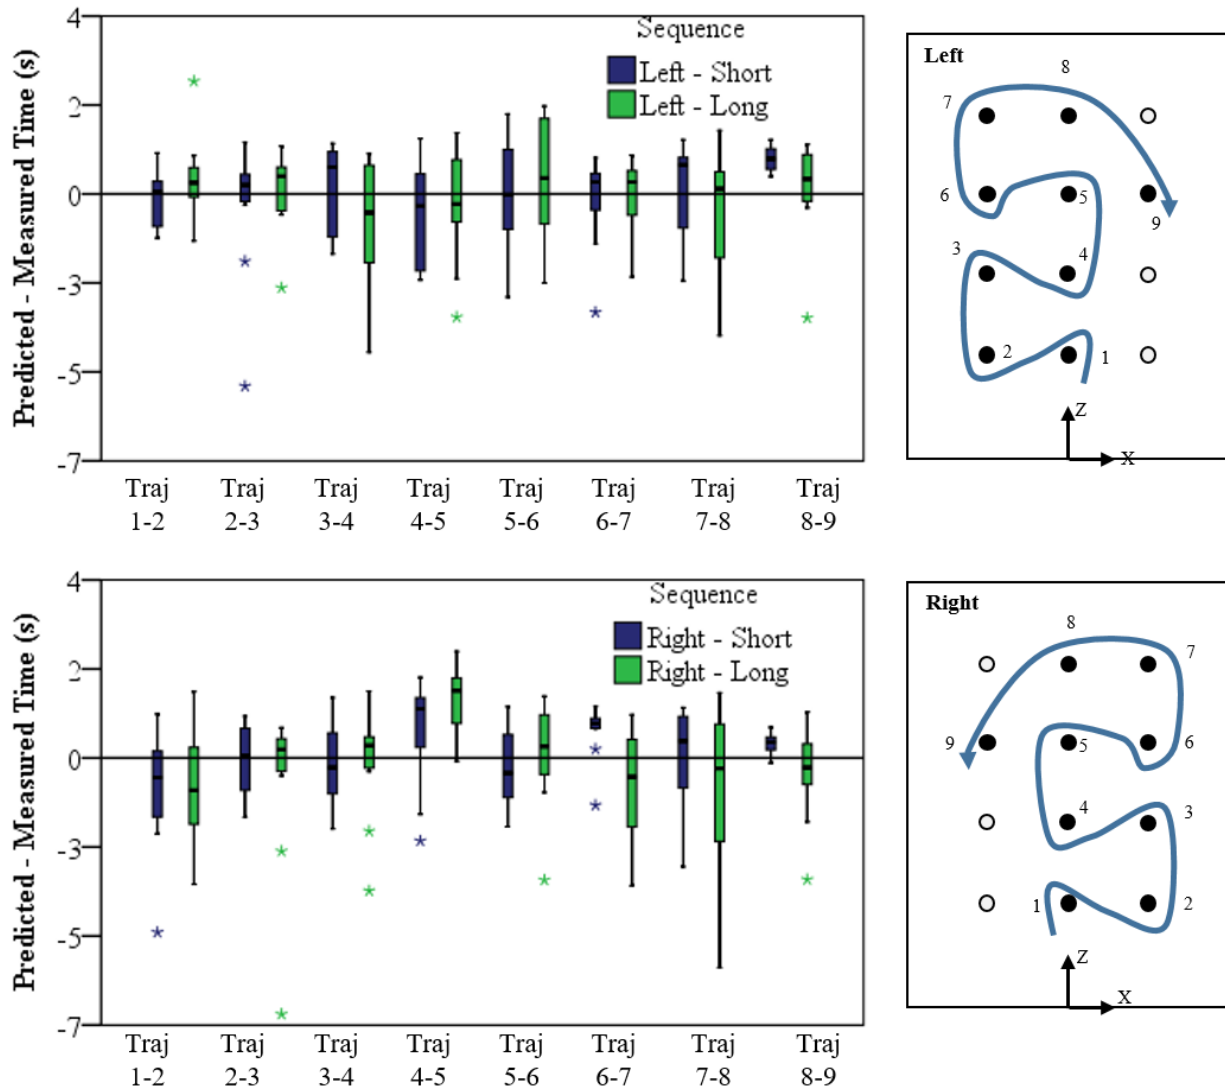 Predicted - Measured Time (s)
4
2
0
-3
-5
-7
Sequence
Left - Short
Left - Long
Traj Traj Traj Traj Traj Traj Traj Traj
1-2 2-3 3-4 4-5 5-6 6-7 7-8 8-9
Left
8
7
6
5
9
3
4
2
1
Z
X
Predicted - Measured Time (s)
4
2
0
-3
-5
-7
Sequence
Right - Short
Right - Long
Traj Traj Traj Traj Traj Traj Traj Traj
1-2 2-3 3-4 4-5 5-6 6-7 7-8 8-9
Right
8
7
9
5
6
4
3
1
2
Z
X